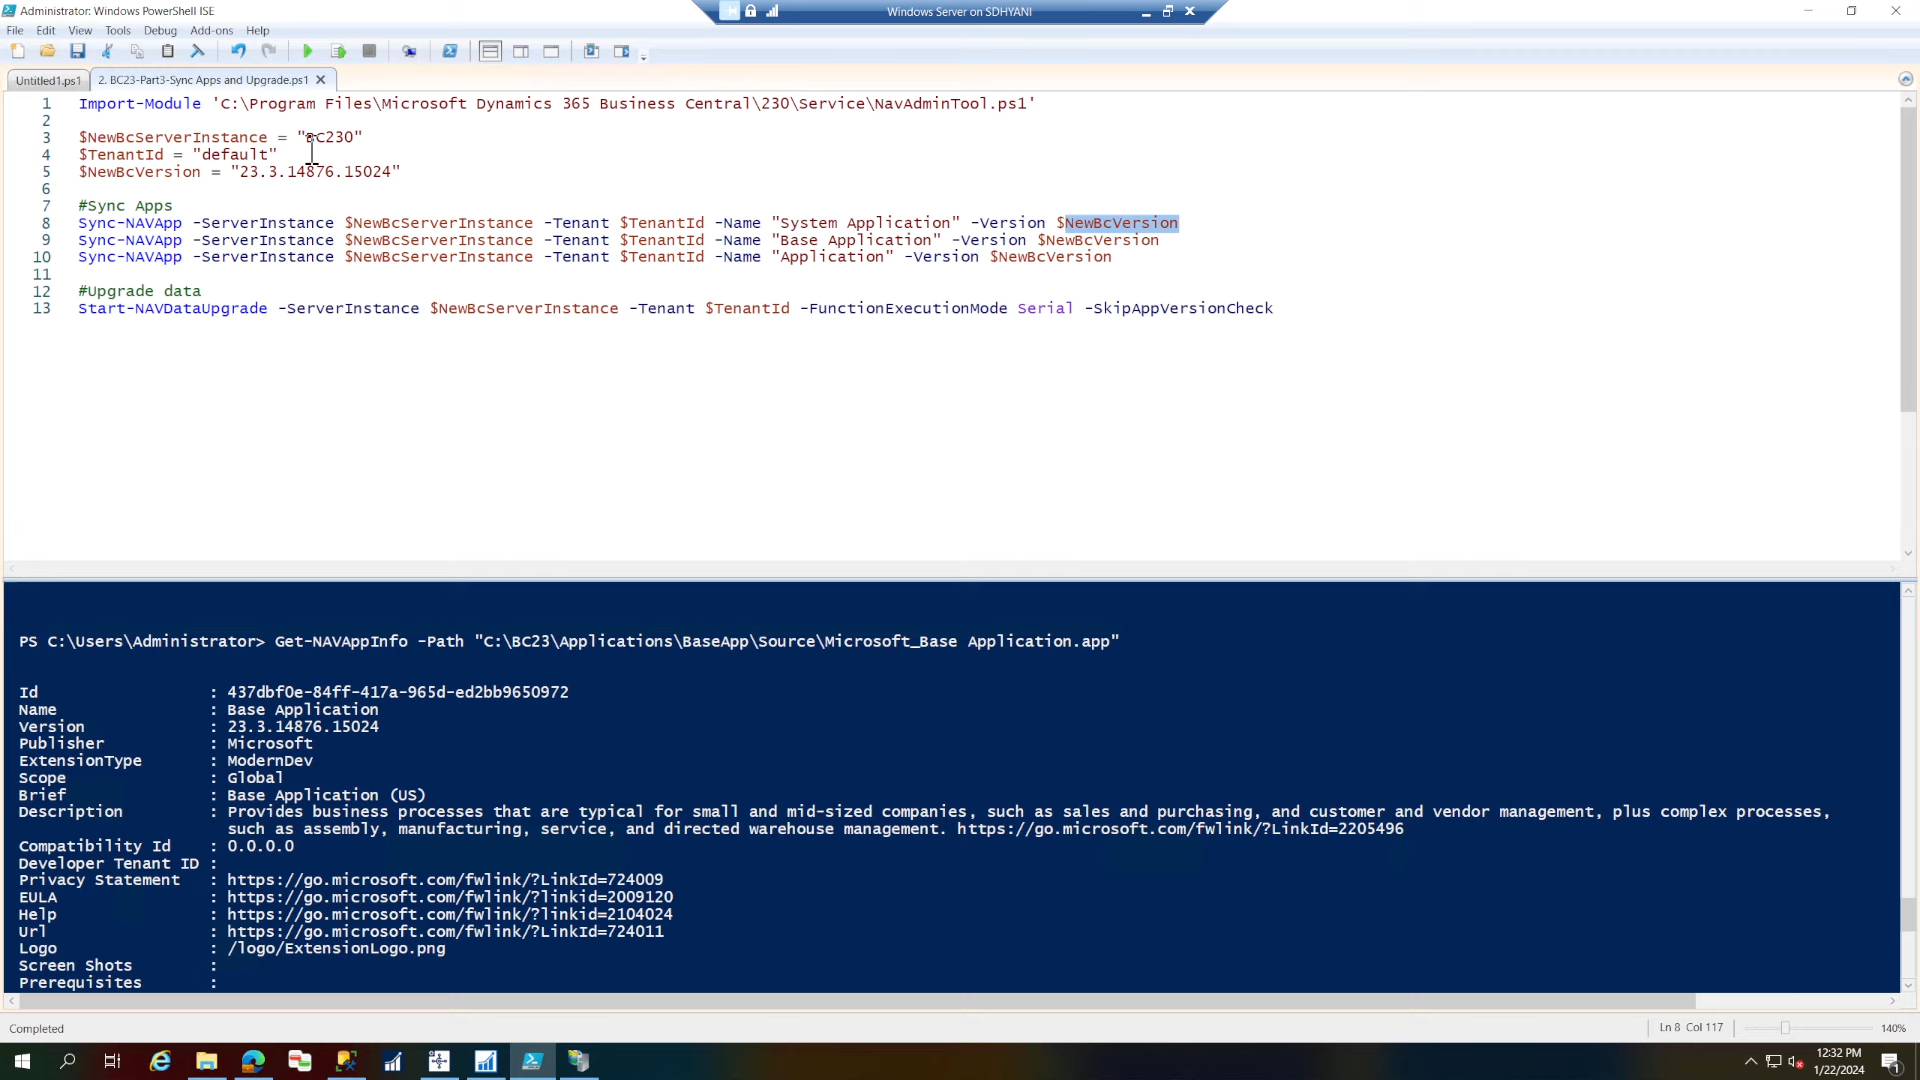 Administrator: Windows PowerShell ISE
Windows Server on SDHYANI
File Edit View Tools Debug Add-ons Help
Untitled1.ps1 2. BC23-Part3-Sync Apps and Upgrade.ps1 X
1 Import-Module 'C:\Program Files\Microsoft Dynamics 365 Business Central\230\Service\NavAdminTool.ps1'
2
3 $NewBcServerInstance = "BC230"
4 $TenantId = "default"
5 $NewBcVersion = "23.3.14876.15024"
6
7 #Sync Apps
8 Sync-NAVApp -ServerInstance $NewBcServerInstance -Tenant $TenantId -Name "System Application" -Version $NewBcVersion
9 Sync-NAVApp -ServerInstance $NewBcServerInstance -Tenant $TenantId -Name "Base Application" -Version $NewBcVersion
10 Sync-NAVApp -ServerInstance $NewBcServerInstance -Tenant $TenantId -Name "Application" -Version $NewBcVersion
11
12 #Upgrade data
13 Start-NAVDataUpgrade -ServerInstance $NewBcServerInstance -Tenant $TenantId -FunctionExecutionMode Serial -SkipAppVersionCheck
PS C:\Users\Administrator> Get-NAVAppInfo -Path "C:\BC23\Applications\BaseApp\Source\Microsoft_Base Application.app"
Id : 437dbf0e-84ff-417a-965d-ed2bb9650972
Name : Base Application
Version : 23.3.14876.15024
Publisher : Microsoft
ExtensionType : ModernDev
Scope : Global
Brief : Base Application (US)
Description : Provides business processes that are typical for small and mid-sized companies, such as sales and purchasing, and customer and vendor management, plus complex processes,
such as assembly, manufacturing, service, and directed warehouse management. https://go.microsoft.com/fwlink/?LinkId=2205496
Compatibility Id : 0.0.0.0
Developer Tenant ID :
Privacy Statement : https://go.microsoft.com/fwlink/?LinkId=724009
EULA : https://go.microsoft.com/fwlink/?linkid=2009120
Help : https://go.microsoft.com/fwlink/?linkid=2104024
Url : https://go.microsoft.com/fwlink/?LinkId=724011
Logo : /logo/ExtensionLogo.png
Screen Shots :
Prerequisites :
Completed
Ln 8 Col 117
140%
12:32 PM
1/22/2024
1